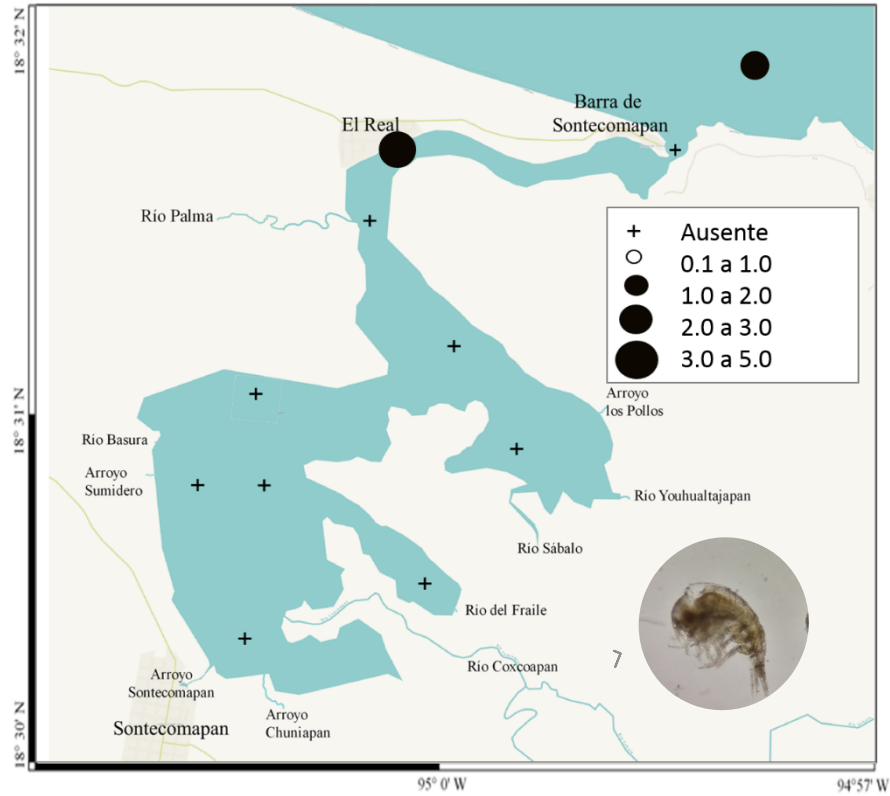 18° 32' N
Barra de
Sontecomapan
El Real
Río Palma
+ Ausente
0.1 a 1.0
1.0 a 2.0
2.0 a 3.0
3.0 a 5.0
18° 31' N
Arroyo
los Pollos
Río Basura
Arroyo
Sumidero
Río Youhualtajapan
Río Sábalo
Rio del Fraile
Río Coxcoapan
Arroyo
Sontecomapan
Sontecomapan
Arroyo
Chuniapan
18° 30' N
95° 0' W
94°57' W